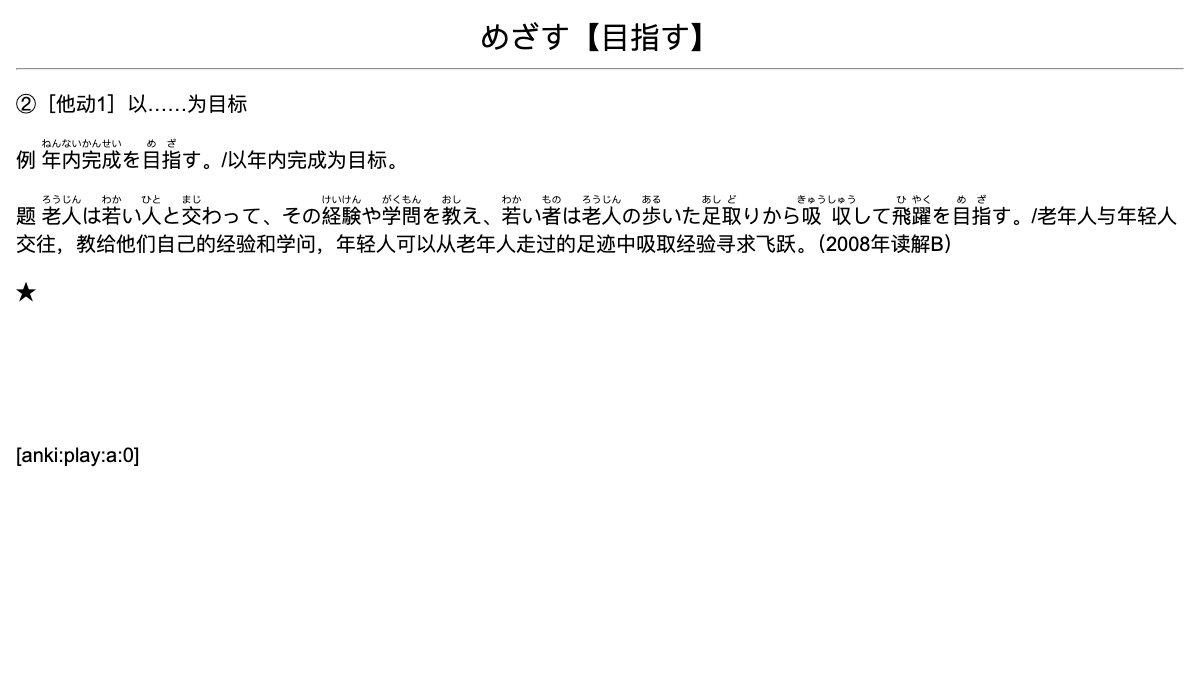 めざす【目指す】
②［他动1］以……为目标
ねんないかんせい め ざ
例 年内完成を目指す。/以年内完成为目标。
ろうじん わか ひと まじ けいけん がくもん おし わか もの ろうじん ある あし ど きゅうしゅう ひ やく め ざ
题 老人は若い人と交わって、その経験や学問を教え、若い者は老人の歩いた足取りから吸収して飛躍を目指す。/老年人与年轻人
交往，教给他们自己的经验和学问，年轻人可以从老年人走过的足迹中吸取经验寻求飞跃。（2008年读解B）
★
[anki:play:a:0]